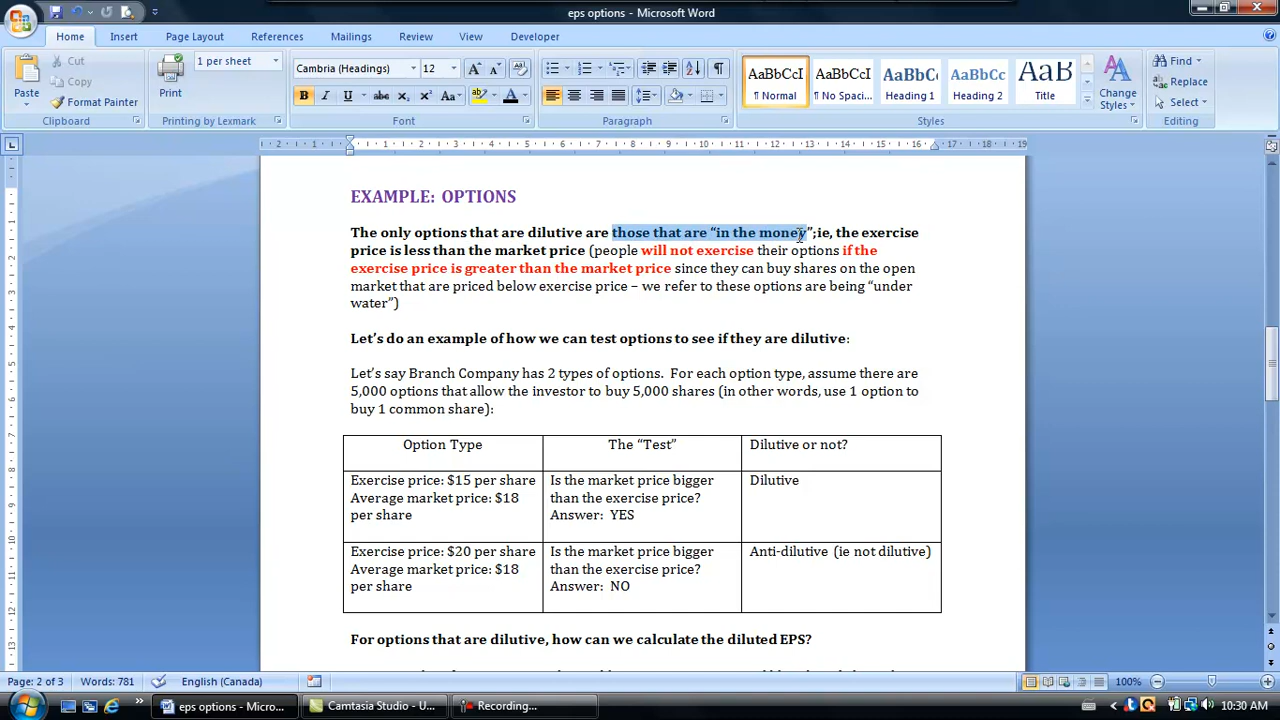 eps options - Microsoft Word
Home Insert Page Layout References Mailings Review View Developer
Paste
Cut
Copy
Format Painter
Clipboard
Print
1 per sheet
Printing by Lexmark
Cambria (Headings) 12
Font
Paragraph
AaBbCcI AaBbCcI AaBbCc AaBbCc AaB
¶ Normal ¶ No Spaci... Heading 1 Heading 2 Title
Change Styles
Styles
Find
Replace
Select
Editing
EXAMPLE: OPTIONS
The only options that are dilutive are those that are “in the money”;ie, the exercise
price is less than the market price (people will not exercise their options if the
exercise price is greater than the market price since they can buy shares on the open
market that are priced below exercise price – we refer to these options are being “under
water”)
Let’s do an example of how we can test options to see if they are dilutive:
Let’s say Branch Company has 2 types of options. For each option type, assume there are
5,000 options that allow the investor to buy 5,000 shares (in other words, use 1 option to
buy 1 common share):
Option Type The “Test” Dilutive or not?
Exercise price: $15 per share Is the market price bigger Dilutive
Average market price: $18 than the exercise price?
per share Answer: YES
Exercise price: $20 per share Is the market price bigger Anti-dilutive (ie not dilutive)
Average market price: $18 than the exercise price?
per share Answer: NO
For options that are dilutive, how can we calculate the diluted EPS?
Page: 2 of 3 Words: 781 English (Canada) 100%
eps options - Micro... Camtasia Studio - U... Recording... 10:30 AM